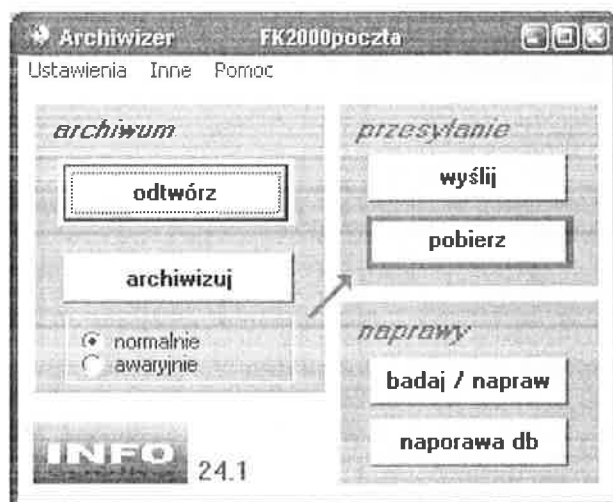 Archiwizer FK2000poczta
Ustawienia Inne Pomoc
archiwum
odtwórz
archiwizuj
normalnie
awaryjnie
przesyłanie
wyślij
pobierz
naprawy
badaj / napraw
naporawa db
INFO
24.1